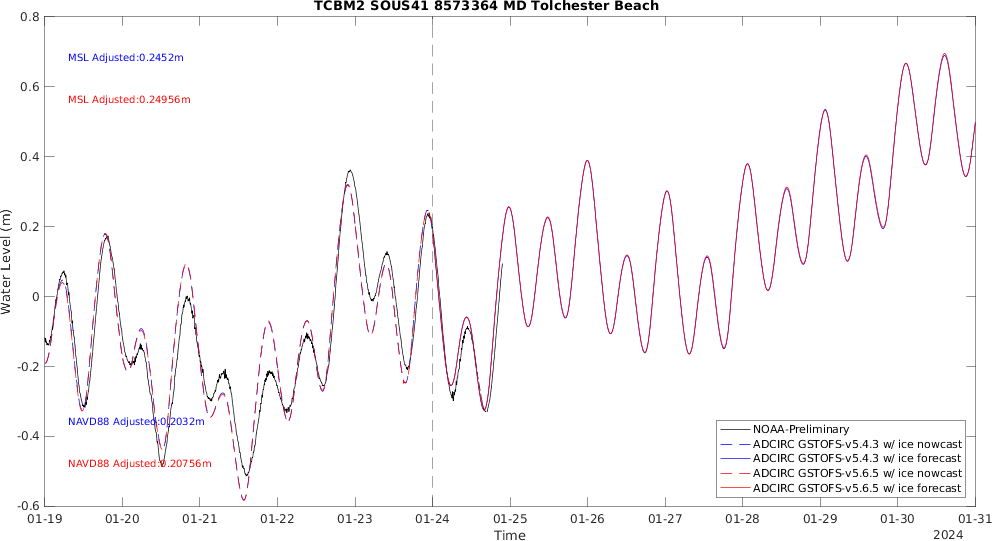 TCBM2 SOUS41 8573364 MD Tolchester Beach
Water Level (m)
0.8
0.6
0.4
0.2
0
-0.2
-0.4
-0.6
MSL Adjusted:0.2452m
MSL Adjusted:0.24956m
NAVD88 Adjusted:0.2032m
NAVD88 Adjusted:0.20756m
NOAA-Preliminary
ADCIRC GSTOFS-v5.4.3 w/ ice nowcast
ADCIRC GSTOFS-v5.4.3 w/ ice forecast
ADCIRC GSTOFS-v5.6.5 w/ ice nowcast
ADCIRC GSTOFS-v5.6.5 w/ ice forecast
01-19 01-20 01-21 01-22 01-23 01-24 01-25 01-26 01-27 01-28 01-29 01-30 01-31
Time
2024